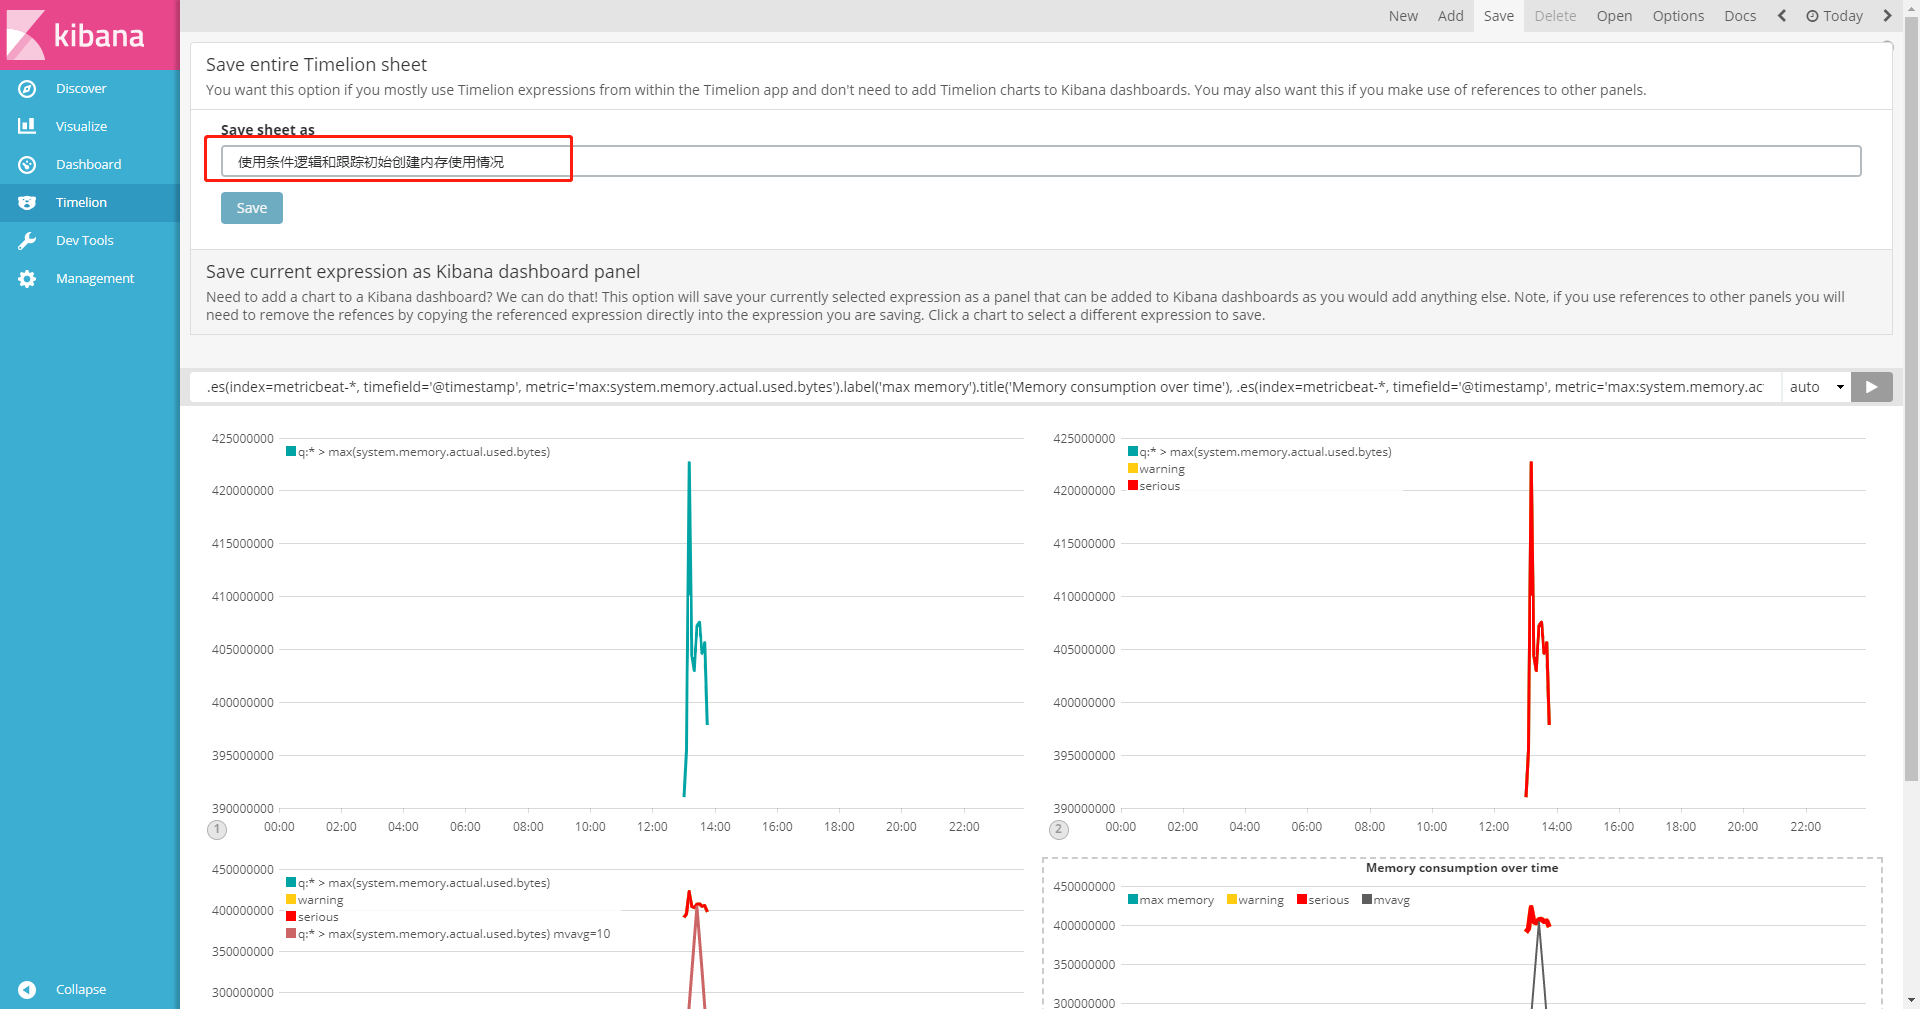 kibana
Discover
Visualize
Dashboard
Timelion
Dev Tools
Management
Collapse
New Add Save Delete Open Options Docs Today
Save entire Timelion sheet
You want this option if you mostly use Timelion expressions from within the Timelion app and don't need to add Timelion charts to Kibana dashboards. You may also want this if you make use of references to other panels.
Save sheet as
使用条件逻辑和跟踪初始创建内存使用情况
Save
Save current expression as Kibana dashboard panel
Need to add a chart to a Kibana dashboard? We can do that! This option will save your currently selected expression as a panel that can be added to Kibana dashboards as you would add anything else. Note, if you use references to other panels you will
need to remove the refences by copying the referenced expression directly into the expression you are saving. Click a chart to select a different expression to save.
.es(index=metricbeat-*, timefield='@timestamp', metric='max:system.memory.actual.used.bytes').label('max memory').title('Memory consumption over time'), .es(index=metricbeat-*, timefield='@timestamp', metric='max:system.memory.ac
auto
425000000
q:* > max(system.memory.actual.used.bytes)
420000000
415000000
410000000
405000000
400000000
395000000
390000000
00:00 02:00 04:00 06:00 08:00 10:00 12:00 14:00 16:00 18:00 20:00 22:00
1
425000000
q:* > max(system.memory.actual.used.bytes)
warning
serious
420000000
415000000
410000000
405000000
400000000
395000000
390000000
00:00 02:00 04:00 06:00 08:00 10:00 12:00 14:00 16:00 18:00 20:00 22:00
2
450000000
q:* > max(system.memory.actual.used.bytes)
warning
400000000
serious
q:* > max(system.memory.actual.used.bytes) mvavg=10
350000000
300000000
Memory consumption over time
450000000
max memory warning serious mvavg
400000000
350000000
300000000